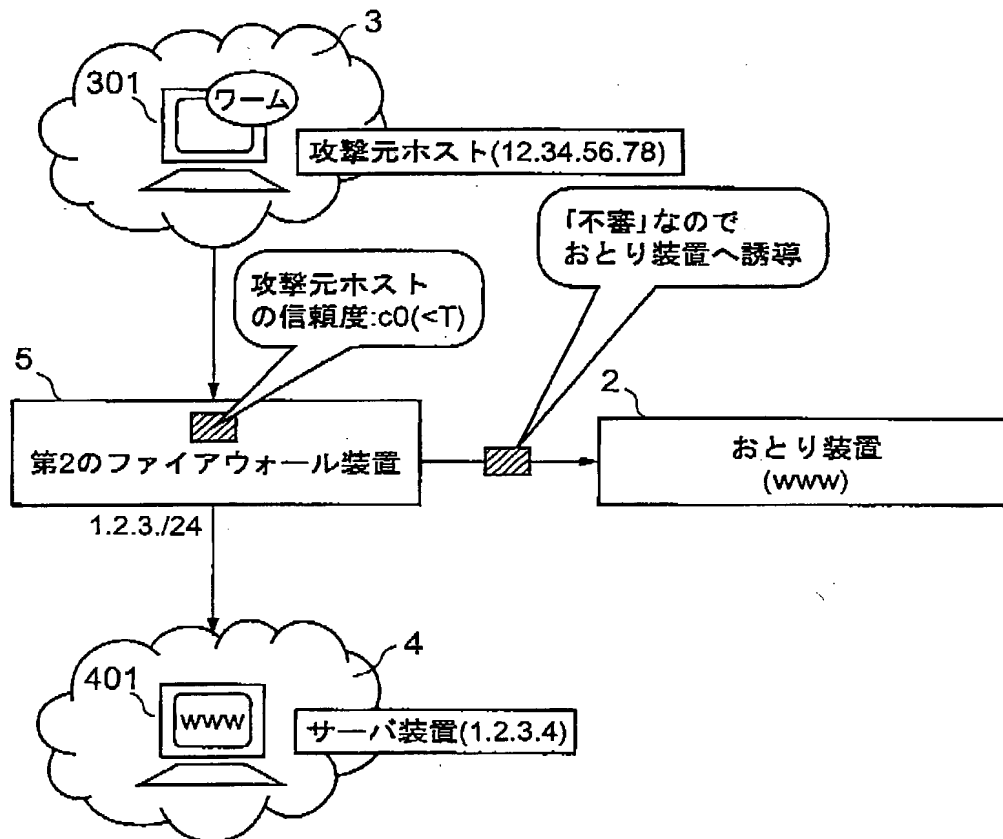 3
301
ワーム
攻撃元ホスト(12.34.56.78)
「不審」なので
おとり装置へ誘導
攻撃元ホスト
の信頼度:c0(<T)
5
2
第2のファイアウォール装置
おとり装置
(www)
1.2.3./24
4
401
www
サーバ装置(1.2.3.4)